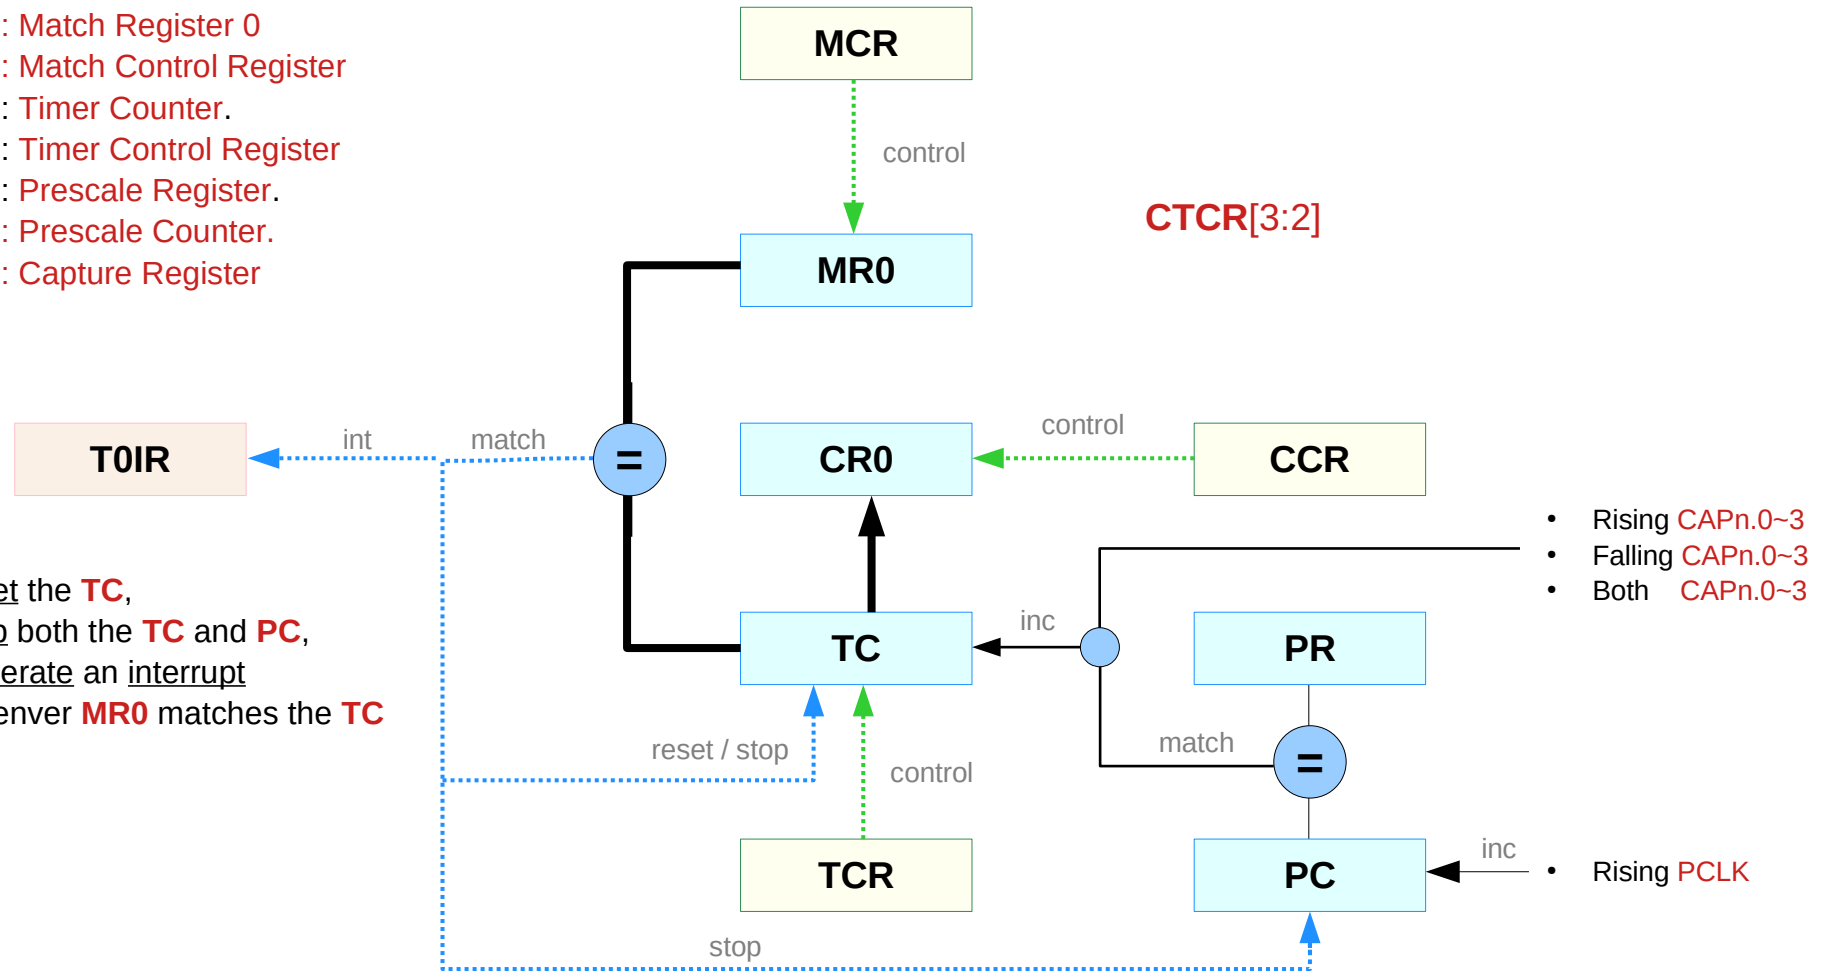 : Match Register 0
: Match Control Register
: Timer Counter.
: Timer Control Register
: Prescale Register.
: Prescale Counter.
: Capture Register
MCR
control
CTCR[3:2]
MR0
T0IR
int
match
=
CR0
control
CCR
• Rising CAPn.0~3
• Falling CAPn.0~3
• Both CAPn.0~3
the TC,
both the TC and PC,
erate an interrupt
enver MR0 matches the TC
TC
inc
PR
match
=
reset / stop
control
TCR
PC
inc
• Rising PCLK
stop